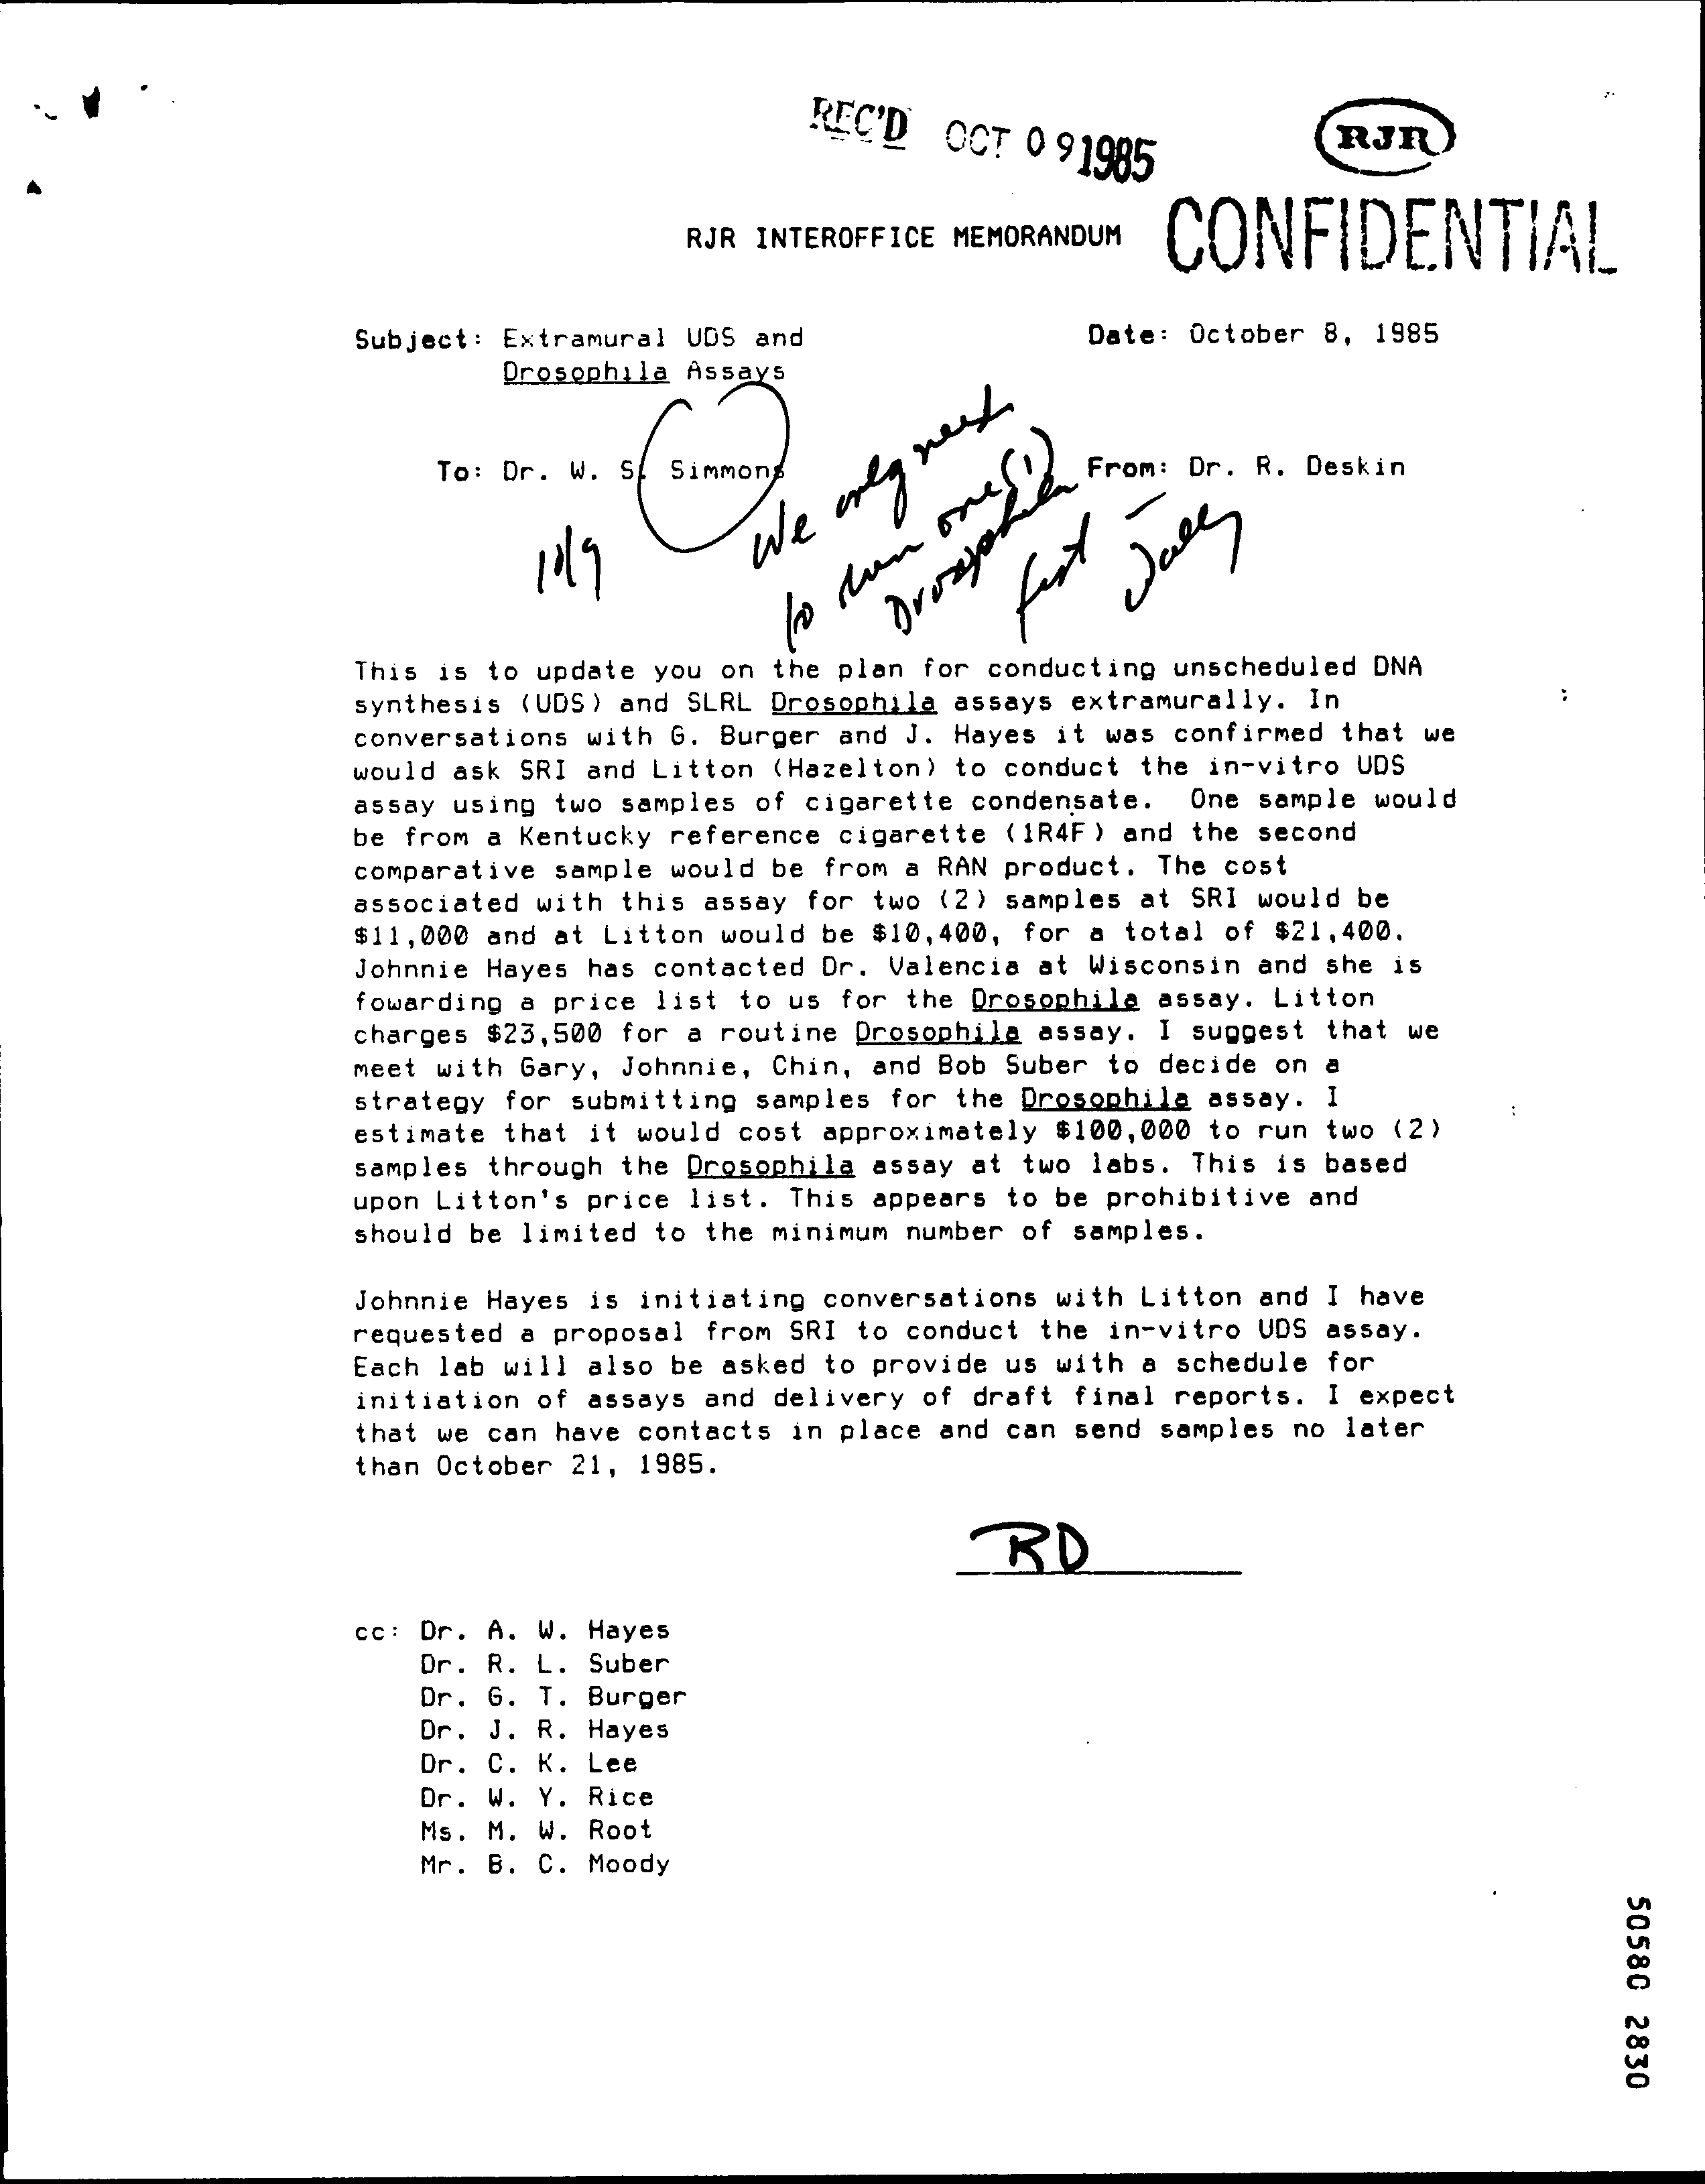 REC'D OCT 09 1985
RJR
RJR INTEROFFICE MEMORANDUM
CONFIDENTIAL
Subject: Extramural UDS and
Drosophila Assays
Date: October 8, 1985
To: Dr. W. S. Simmons
From: Dr. R. Deskin
10/9
We only need
to run one (1)
Drosophila
first -
Wally
This is to update you on the plan for conducting unscheduled DNA
synthesis (UDS) and SLRL Drosophila assays extramurally. In
conversations with G. Burger and J. Hayes it was confirmed that we
would ask SRI and Litton (Hazelton) to conduct the in-vitro UDS
assay using two samples of cigarette condensate. One sample would
be from a Kentucky reference cigarette (1R4F) and the second
comparative sample would be from a RAN product. The cost
associated with this assay for two (2) samples at SRI would be
$11,000 and at Litton would be $10,400, for a total of $21,400.
Johnnie Hayes has contacted Dr. Valencia at Wisconsin and she is
fowarding a price list to us for the Drosophila assay. Litton
charges $23,500 for a routine Drosophila assay. I suggest that we
meet with Gary, Johnnie, Chin, and Bob Suber to decide on a
strategy for submitting samples for the Drosophila assay. I
estimate that it would cost approximately $100,000 to run two (2)
samples through the Drosophila assay at two labs. This is based
upon Litton's price list. This appears to be prohibitive and
should be limited to the minimum number of samples.
Johnnie Hayes is initiating conversations with Litton and I have
requested a proposal from SRI to conduct the in-vitro UDS assay.
Each lab will also be asked to provide us with a schedule for
initiation of assays and delivery of draft final reports. I expect
that we can have contacts in place and can send samples no later
than October 21, 1985.
RD
cc: Dr. A. W. Hayes
Dr. R. L. Suber
Dr. G. T. Burger
Dr. J. R. Hayes
Dr. C. K. Lee
Dr. W. Y. Rice
Ms. M. W. Root
Mr. B. C. Moody
50580 2830